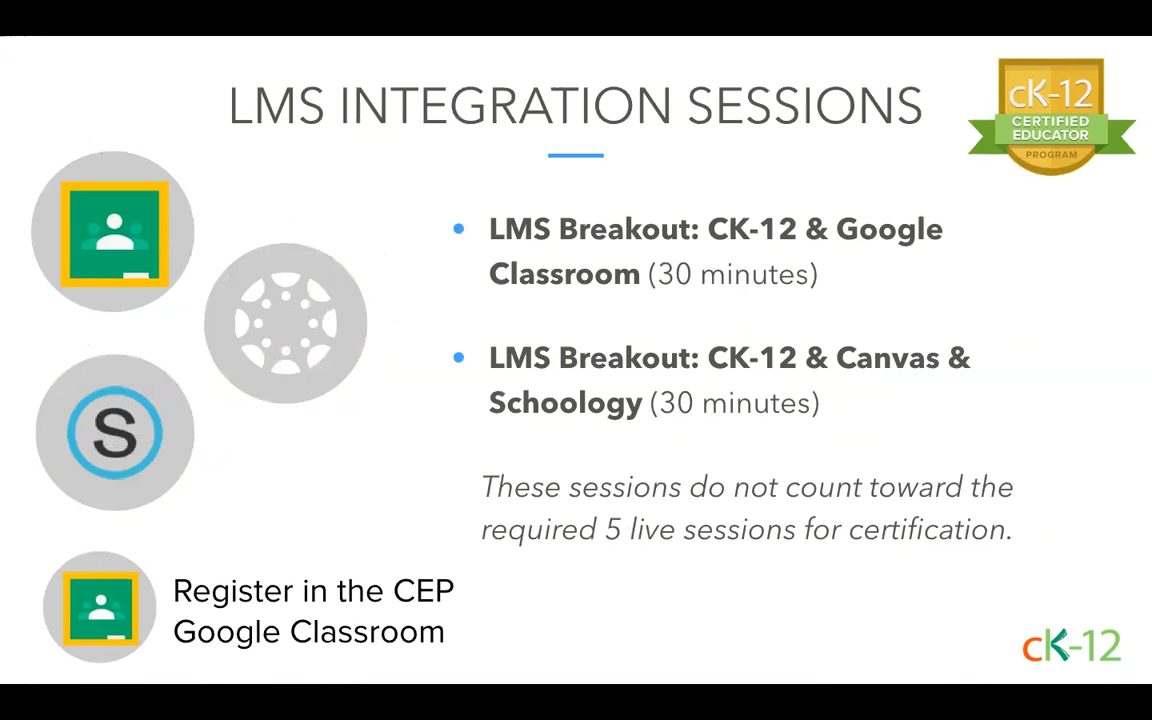 LMS INTEGRATION SESSIONS
cK-12
CERTIFIED
EDUCATOR
PROGRAM
• LMS Breakout: CK-12 & Google
Classroom (30 minutes)
• LMS Breakout: CK-12 & Canvas &
Schoology (30 minutes)
These sessions do not count toward the
required 5 live sessions for certification.
S
Register in the CEP
Google Classroom
cK-12